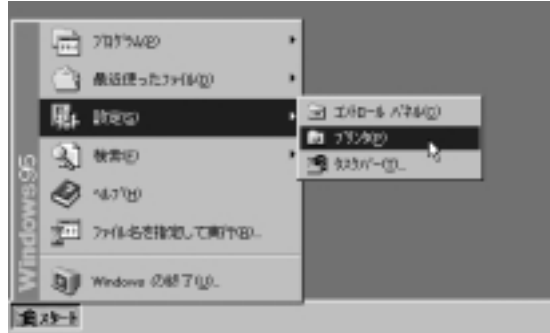 ﾌﾟﾛｸﾞﾗﾑ(P)
最近使ったﾌｧｲﾙ(D)
設定(S)
検索(F)
ﾍﾙﾌﾟ(H)
ﾌｧｲﾙ名を指定して実行(R)...
Windows の終了(U)...
ｺﾝﾄﾛｰﾙ ﾊﾟﾈﾙ(C)
ﾌﾟﾘﾝﾀ(P)
ﾀｽｸﾊﾞｰ(T)...
Windows95
ｽﾀｰﾄ